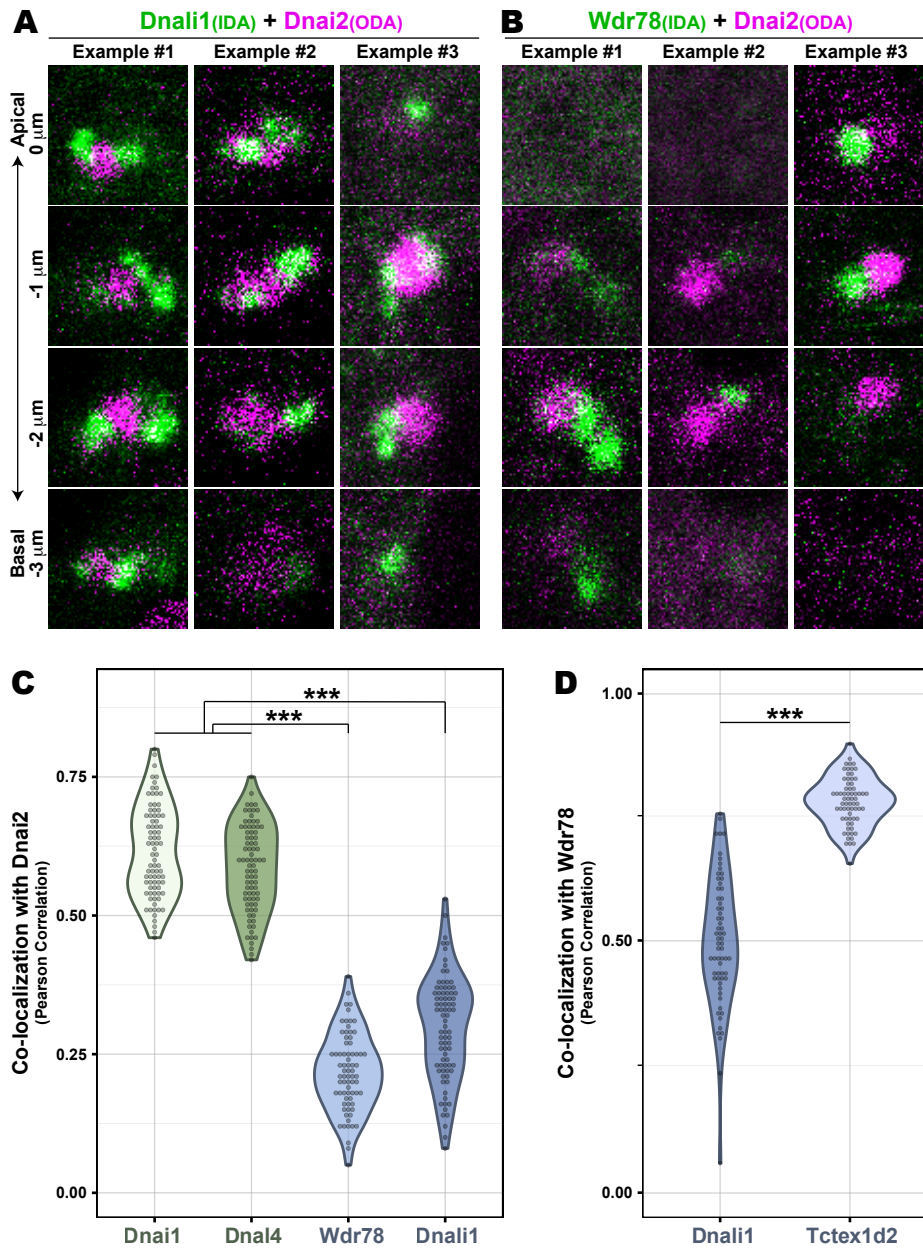 A Dnali1(IDA) + Dnai2(ODA)
Example #1 Example #2 Example #3
B Wdr78(IDA) + Dnai2(ODA)
Example #1 Example #2 Example #3
Apical
0 μm
-1 μm
-2 μm
Basal
-3 μm
C
Co-localization with Dnai2
(Pearson Correlation)
***
***
0.75
0.50
0.25
0.00
Dnai1 Dnal4 Wdr78 Dnali1
D
Co-localization with Wdr78
(Pearson Correlation)
***
1.00
0.50
0.00
Dnali1 Tctex1d2